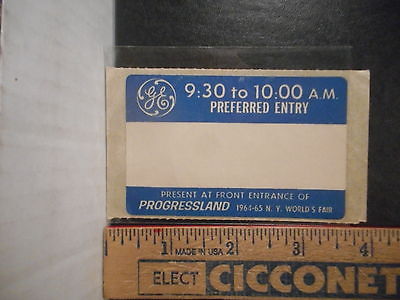 GE 9:30 to 10:00 A.M.
PREFERRED ENTRY
PRESENT AT FRONT ENTRANCE OF
PROGRESSLAND 1964-65 N. Y. WORLD'S FAIR
1 MADE IN USA 2 3 4
ELECT CICCONET